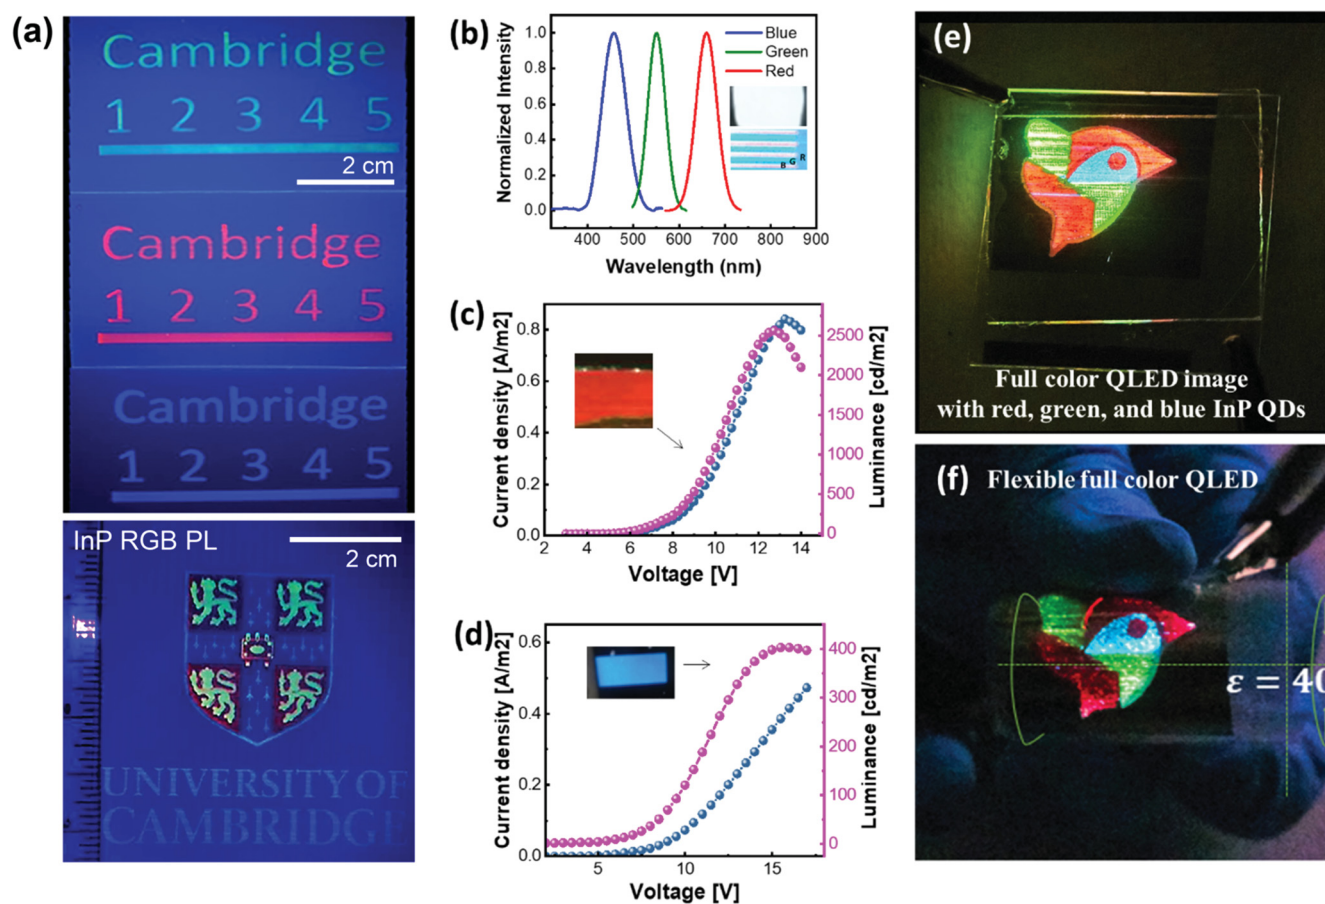 (a)
Cambridge
1 2 3 4 5
2 cm
Cambridge
1 2 3 4 5
Cambridge
1 2 3 4 5
InP RGB PL
2 cm
UNIVERSITY OF
CAMBRIDGE
(b)
Normalized Intensity
1.0
0.8
0.6
0.4
0.2
0.0
Blue
Green
Red
B G R
400 500 600 700 800 900
Wavelength (nm)
(c)
Current density [A/m2]
0.8
0.6
0.4
0.2
0.0
2 4 6 8 10 12 14
Voltage [V]
2500
2000
1500
1000
500
0
Luminance [cd/m2]
(d)
Current density [A/m2]
0.6
0.4
0.2
0.0
5 10 15
Voltage [V]
400
300
200
100
0
Luminance [cd/m2]
(e)
Full color QLED image
with red, green, and blue InP QDs
(f)
Flexible full color QLED
ε = 40